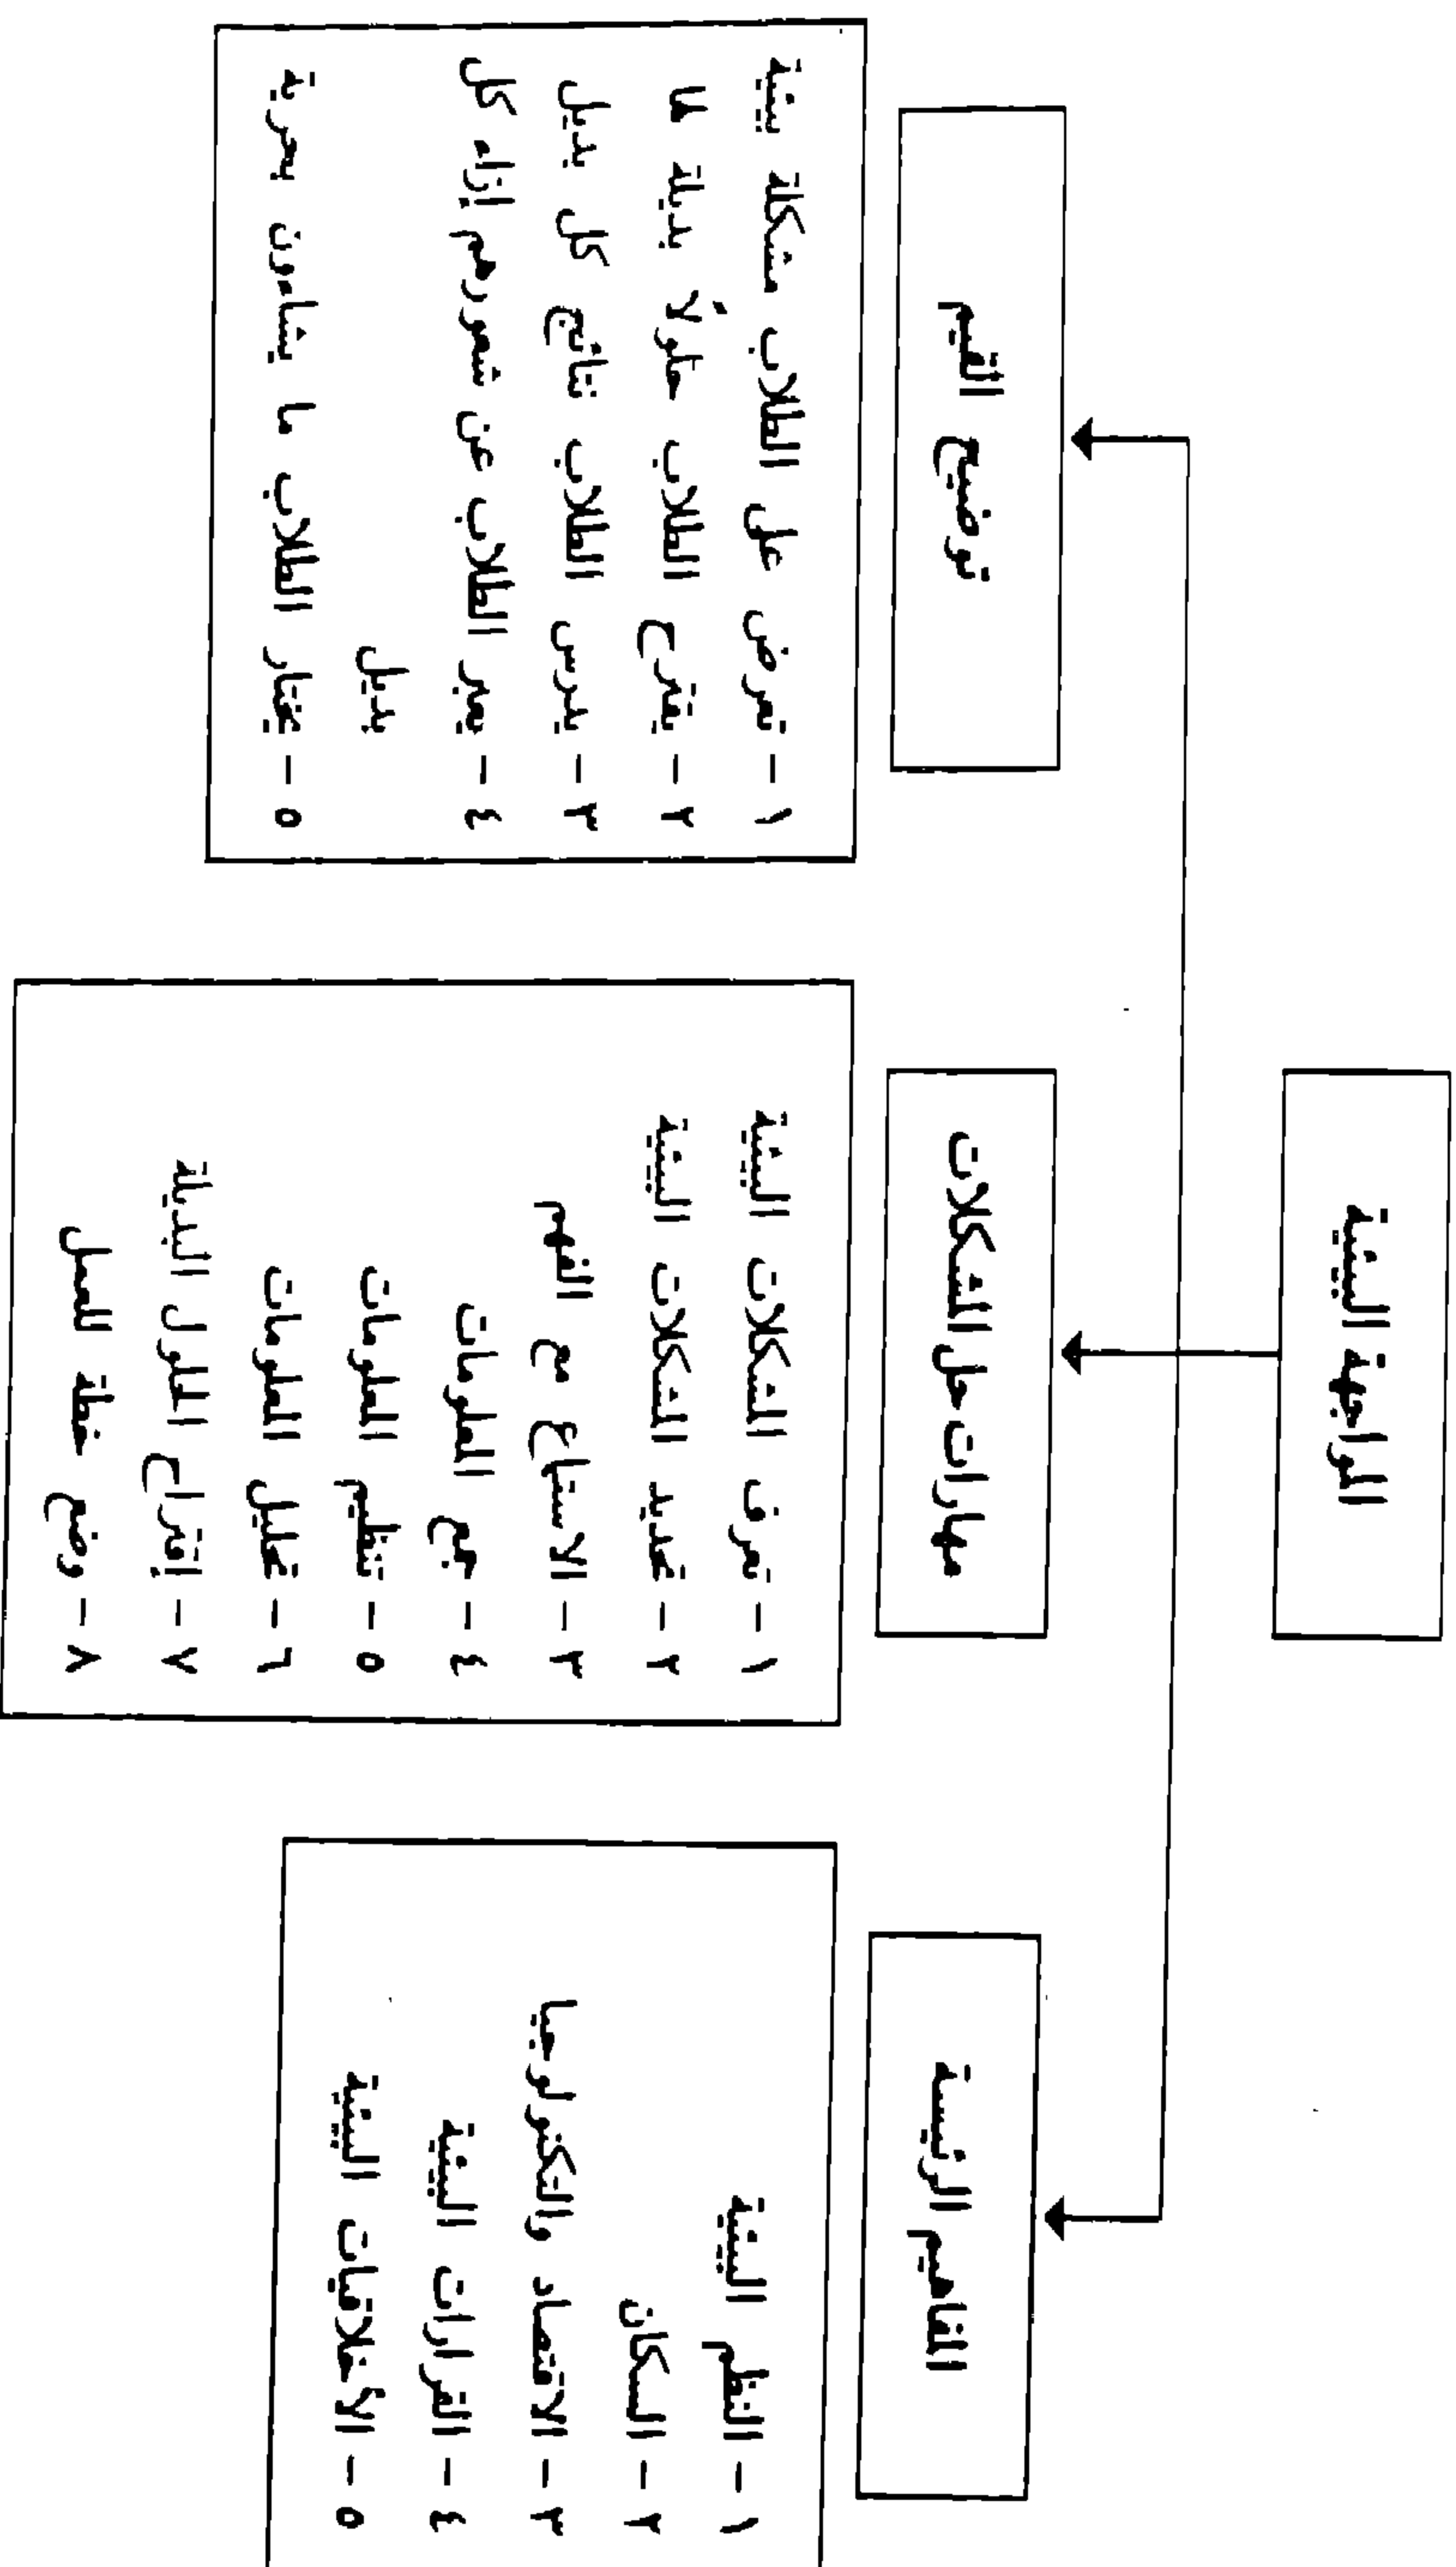 المواجهة البيئية
المفاهيم الرئيسة
١ - النظم البيئية
٢ - السكان
٣ - الاقتصاد والتكنولوجيا
٤ - القرارات البيئية
٥ - الأخلاقيات البيئية
مهارات حل المشكلات
١ - تعرف المشكلات البيئية
٢ - تحديد المشكلات البيئية
٣ - الاستماع مع الفهم
٤ - جمع المعلومات
٥ - تنظيم المعلومات
٦ - تحليل المعلومات
٧ - إقتراح الحلول البديلة
٨ - وضع خطة للعمل
توضيح القيم
١ - تعرض على الطلاب مشكلة بيئية
٢ - يقترح الطلاب حلولاً بديلة لها
٣ - يدرس الطلاب نتائج كل بديل
٤ - يعبر الطلاب عن شعورهم إزاء كل
بديل
٥ - يختار الطلاب ما يشاءون بحرية